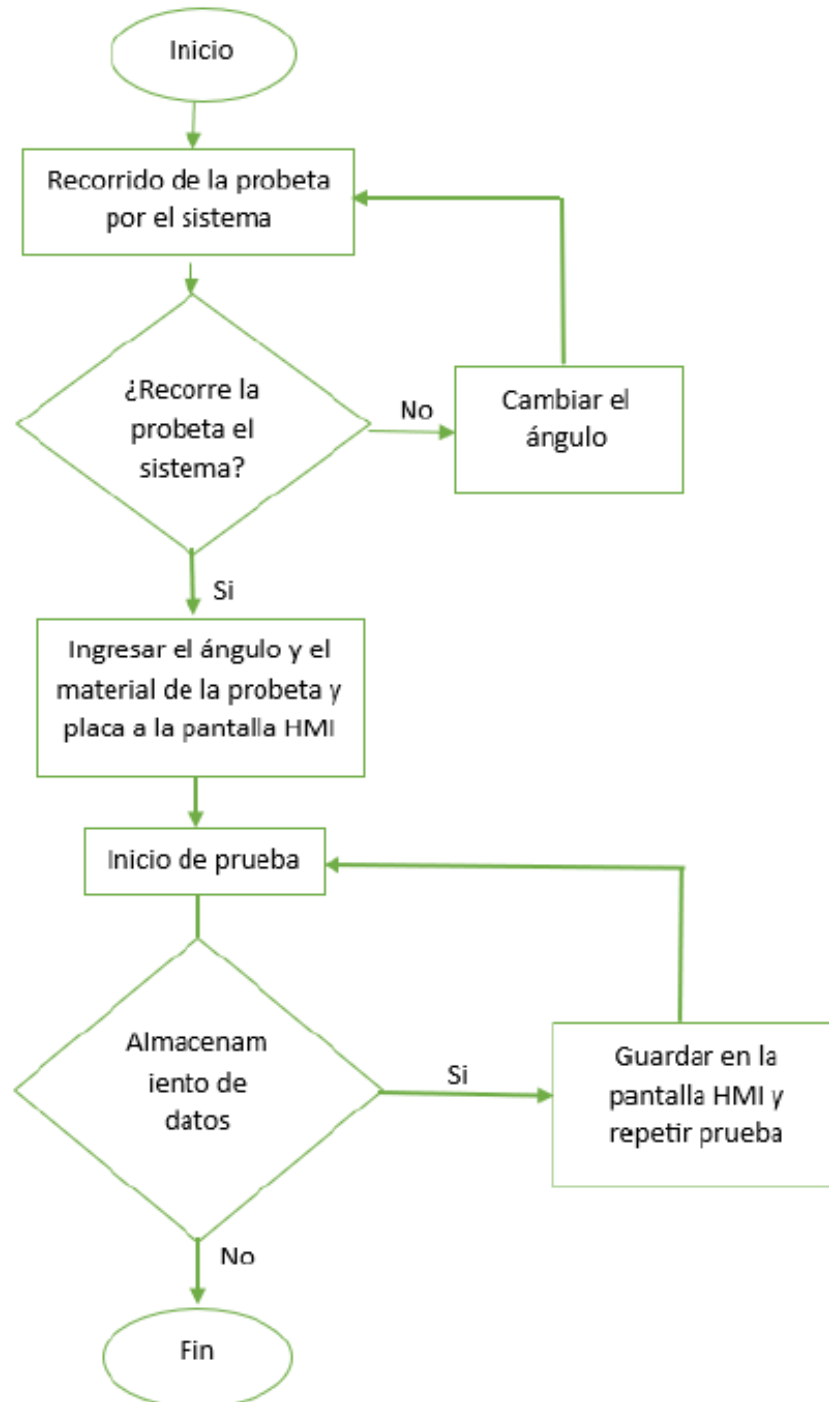 Inicio
Recorrido de la probeta
por el sistema
¿Recorre la
probeta el
sistema?
No
Cambiar el
ángulo
Si
Ingresar el ángulo y el
material de la probeta y
placa a la pantalla HMI
Inicio de prueba
Almacenam
iento de
datos
Si
Guardar en la
pantalla HMI y
repetir prueba
No
Fin